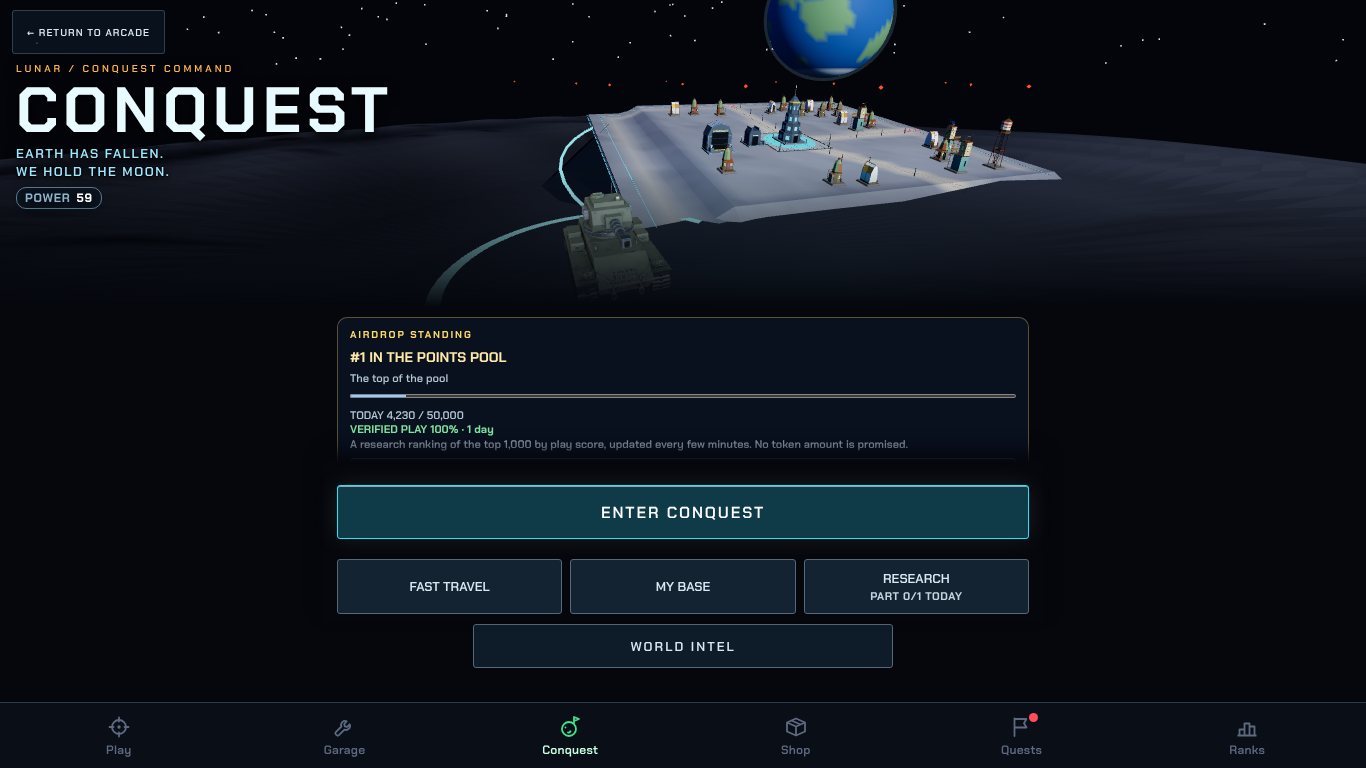 ← RETURN TO ARCADE
LUNAR / CONQUEST COMMAND
CONQUEST
EARTH HAS FALLEN.
WE HOLD THE MOON.
POWER 59
AIRDROP STANDING
#1 IN THE POINTS POOL
The top of the pool
TODAY 4,230 / 50,000
VERIFIED PLAY 100% · 1 day
A research ranking of the top 1,000 by play score, updated every few minutes. No token amount is promised.
ENTER CONQUEST
FAST TRAVEL
MY BASE
RESEARCH
PART 0/1 TODAY
WORLD INTEL
Play
Garage
Conquest
Shop
Quests
Ranks